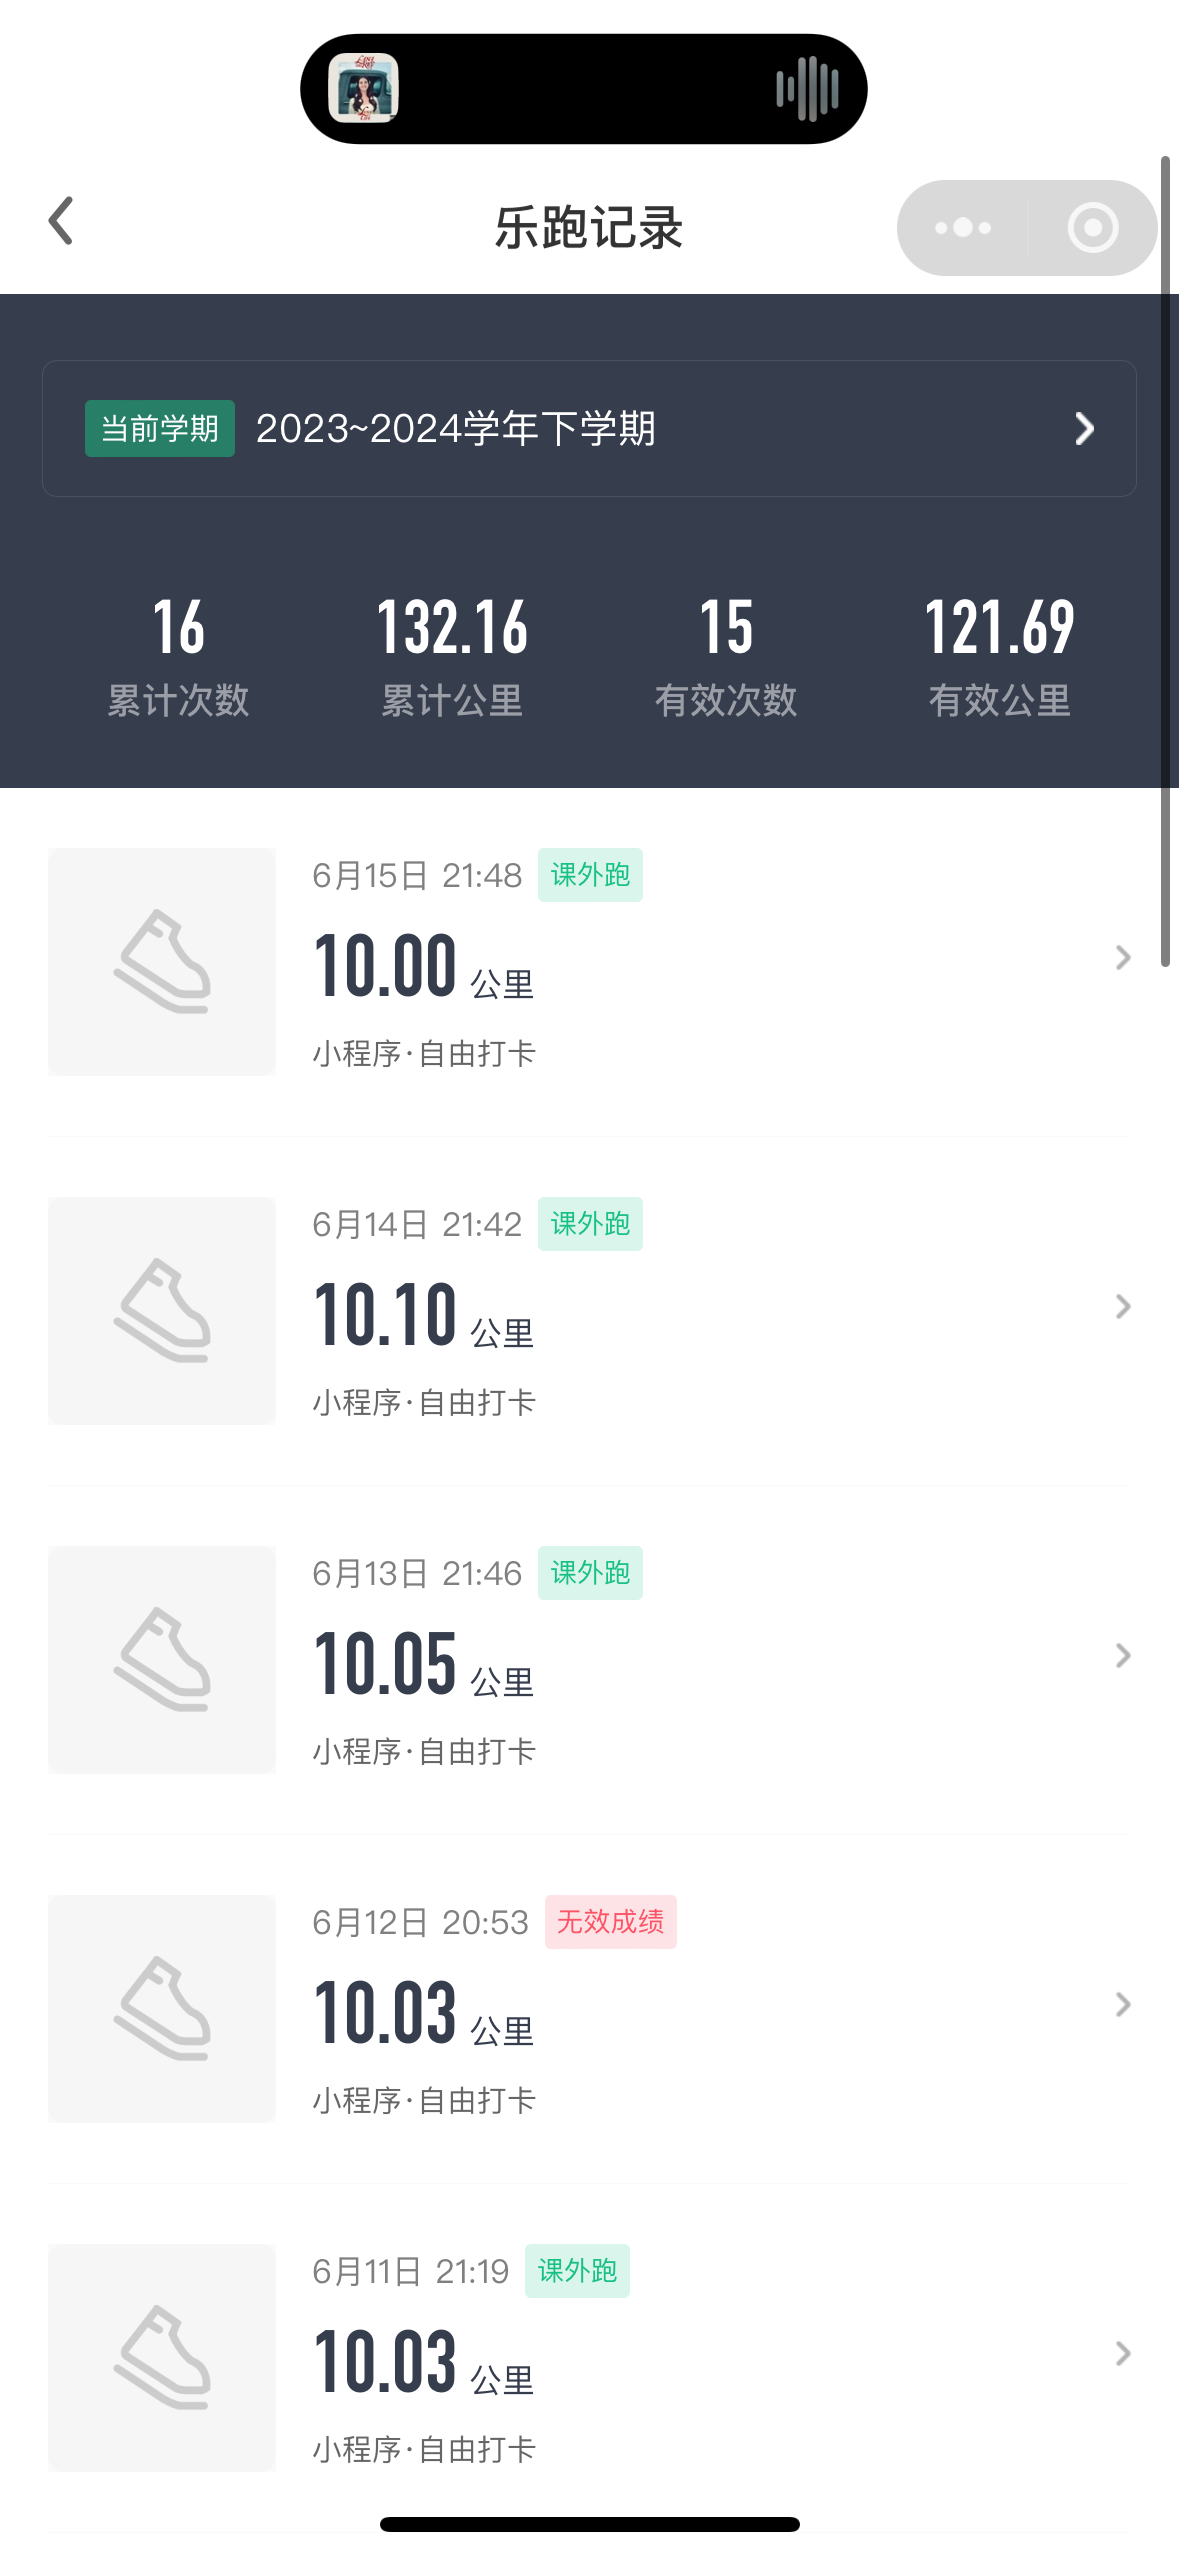 乐跑记录
当前学期 2023~2024学年下学期
16 132.16 15 121.69
累计次数 累计公里 有效次数 有效公里
6月15日 21:48 课外跑
10.00 公里
小程序·自由打卡
6月14日 21:42 课外跑
10.10 公里
小程序·自由打卡
6月13日 21:46 课外跑
10.05 公里
小程序·自由打卡
6月12日 20:53 无效成绩
10.03 公里
小程序·自由打卡
6月11日 21:19 课外跑
10.03 公里
小程序·自由打卡